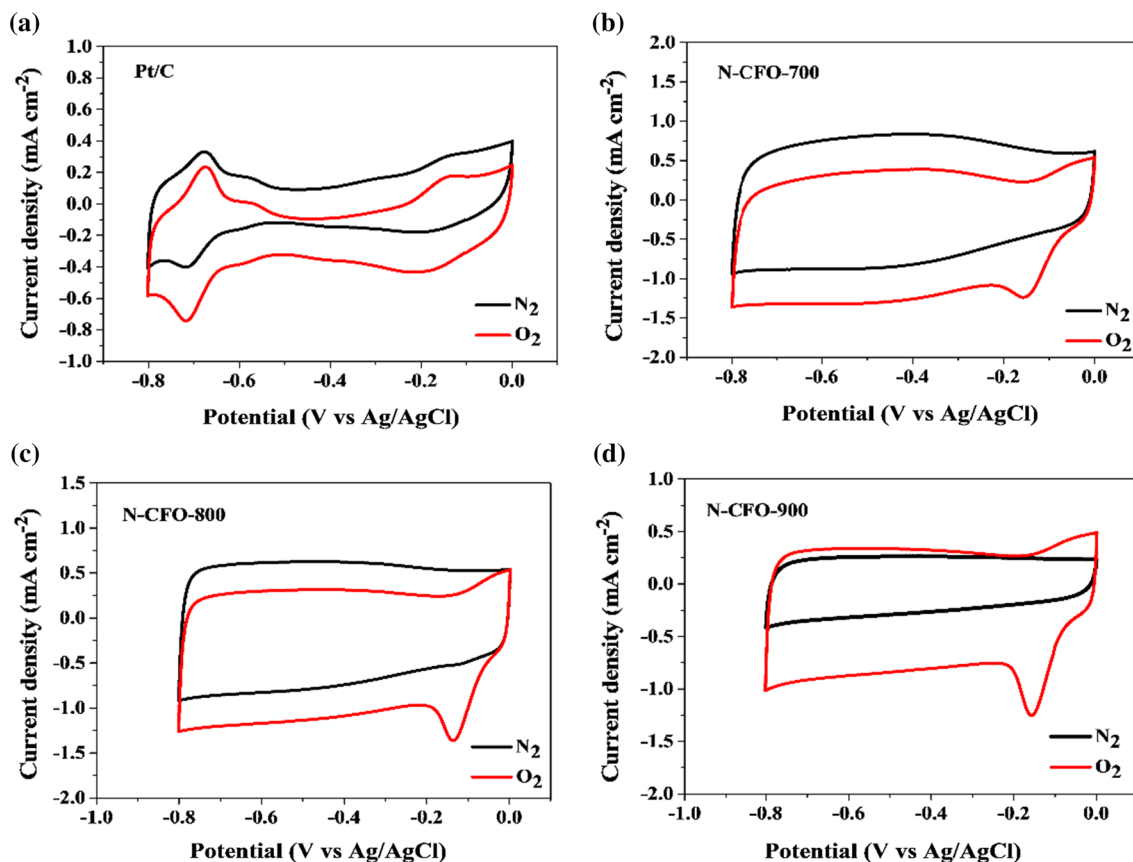 (a)
Pt/C
1.0
0.8
0.6
0.4
0.2
0.0
-0.2
-0.4
-0.6
-0.8
-1.0
Current density (mA cm-2)
N2
O2
-0.8 -0.6 -0.4 -0.2 0.0
Potential (V vs Ag/AgCl)
(b)
N-CFO-700
2.0
1.5
1.0
0.5
0.0
-0.5
-1.0
-1.5
-2.0
Current density (mA cm-2)
N2
O2
-0.8 -0.6 -0.4 -0.2 0.0
Potential (V vs Ag/AgCl)
(c)
N-CFO-800
1.5
1.0
0.5
0.0
-0.5
-1.0
-1.5
-2.0
Current density (mA cm-2)
N2
O2
-1.0 -0.8 -0.6 -0.4 -0.2 0.0
Potential (V vs Ag/AgCl)
(d)
N-CFO-900
1.0
0.5
0.0
-0.5
-1.0
-1.5
-2.0
Current density (mA cm-2)
N2
O2
-1.0 -0.8 -0.6 -0.4 -0.2 0.0
Potential (V vs Ag/AgCl)